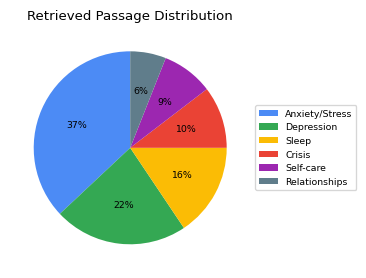 Retrieved Passage Distribution
6%
9%
37%
10%
16%
22%
Anxiety/Stress
Depression
Sleep
Crisis
Self-care
Relationships